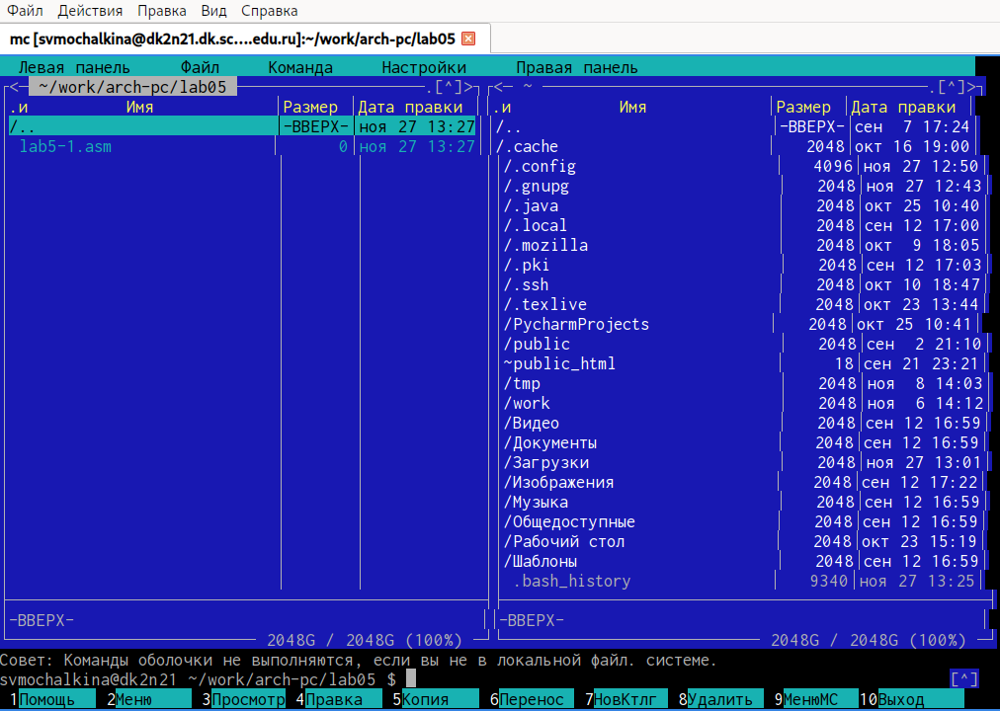 Файл Действия Правка Вид Справка
mc [svmochalkina@dk2n21.dk.sc....edu.ru]:~/work/arch-pc/lab05
Левая панель Файл Команда Настройки Правая панель
<─ ~/work/arch-pc/lab05 .[^]> <─ ~ .[^]>
.и Имя Размер Дата правки .и Имя Размер Дата правки
/.. -ВВЕРХ- ноя 27 13:27 /.. -ВВЕРХ- сен 7 17:24
lab5-1.asm 0 ноя 27 13:27 /.cache 2048 окт 16 19:00
/.config 4096 ноя 27 12:50
/.gnupg 2048 ноя 27 12:43
/.java 2048 окт 25 10:40
/.local 2048 сен 12 17:00
/.mozilla 2048 окт 9 18:05
/.pki 2048 сен 12 17:03
/.ssh 2048 окт 10 18:47
/.texlive 2048 окт 23 13:44
/PycharmProjects 2048 окт 25 10:41
/public 2048 сен 2 21:10
~public_html 18 сен 21 23:21
/tmp 2048 ноя 8 14:03
/work 2048 ноя 6 14:12
/Видео 2048 сен 12 16:59
/Документы 2048 сен 12 16:59
/Загрузки 2048 ноя 27 13:01
/Изображения 2048 сен 12 17:22
/Музыка 2048 сен 12 16:59
/Общедоступные 2048 сен 12 16:59
/Рабочий стол 2048 окт 23 15:19
/Шаблоны 2048 сен 12 16:59
.bash_history 9340 ноя 27 13:25
-ВВЕРХ- -ВВЕРХ-
2048G / 2048G (100%) 2048G / 2048G (100%)
Совет: Команды оболочки не выполняются, если вы не в локальной файл. системе.
svmochalkina@dk2n21 ~/work/arch-pc/lab05 $ [^]
1Помощь 2Меню 3Просмотр 4Правка 5Копия 6Перенос 7НовКтлг 8Удалить 9МенюMC 10Выход